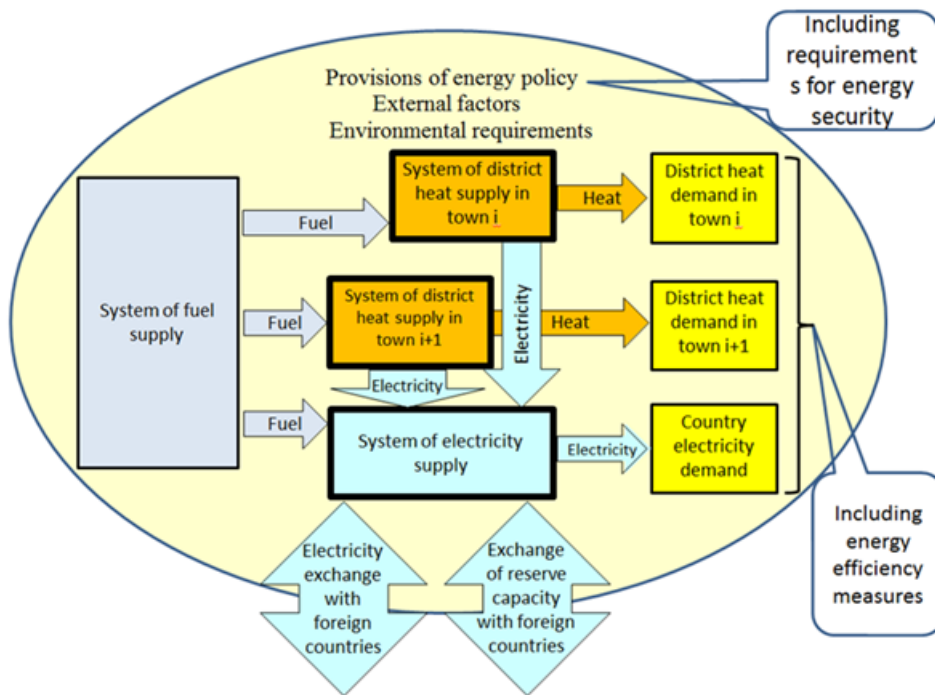 Including
requirement
s for energy
security
Provisions of energy policy
External factors
Environmental requirements
System of fuel
supply
Fuel
System of district
heat supply in
town i
Heat
District heat
demand in
town i
Fuel
System of district
heat supply in
town i+1
Electricity
Heat
District heat
demand in
town i+1
Electricity
Fuel
System of electricity
supply
Electricity
Country
electricity
demand
Including
energy
efficiency
measures
Electricity
exchange
with
foreign
countries
Exchange
of reserve
capacity
with foreign
countries